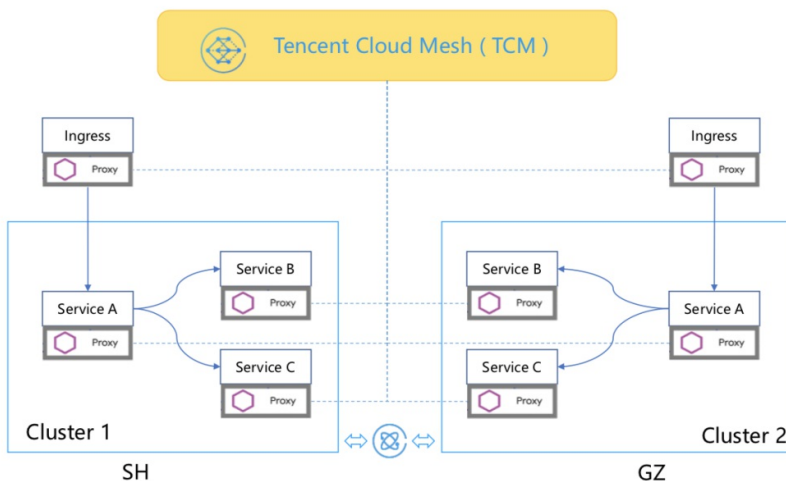 Tencent Cloud Mesh ( TCM )
Ingress
Proxy
Ingress
Proxy
Service B
Proxy
Service A
Proxy
Service C
Proxy
Cluster 1
SH
Service B
Proxy
Service A
Proxy
Service C
Proxy
Cluster 2
GZ